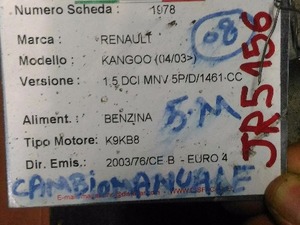 Numero Scheda : 1978
Marca : RENAULT
08
Modello : KANGOO (04/03>)
Versione : 1.5 DCI MNV 5P/D/1461-CC
Aliment. : BENZINA
5.M
Tipo Motore: K9KB8
Dir. Emis.: 2003/76/CE B - EURO 4
CAMBIO MANUALE
JR5156